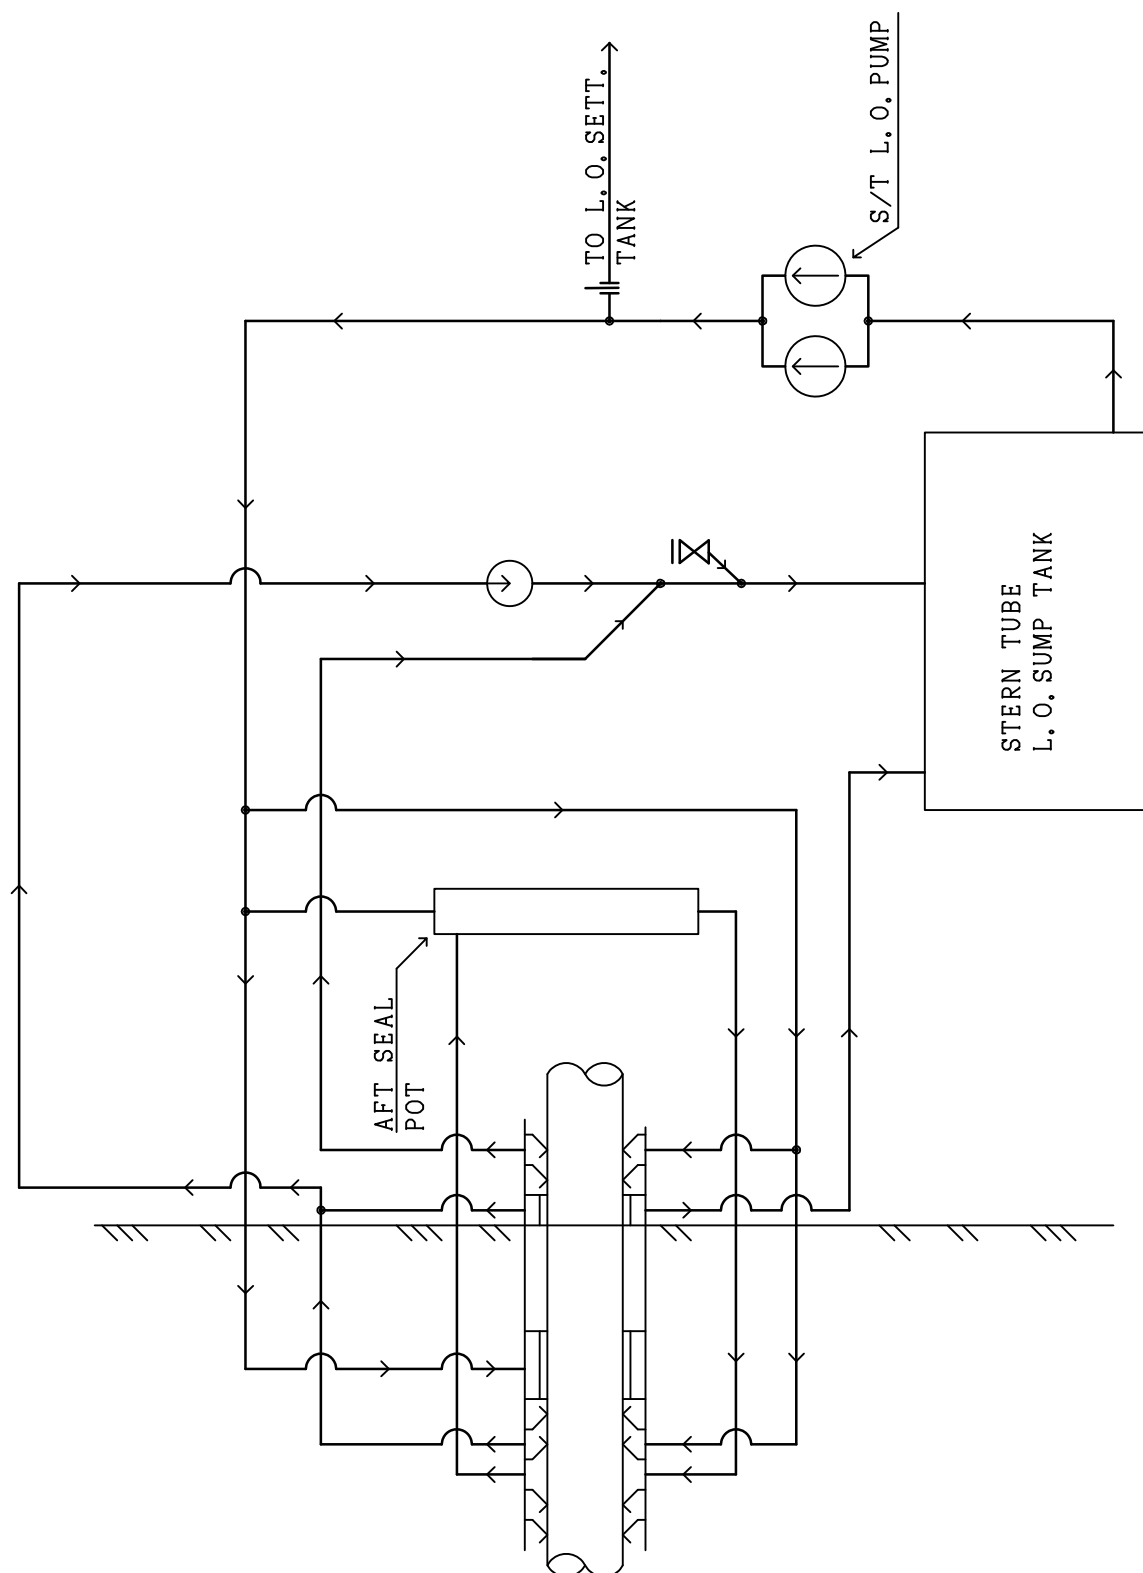 TO L.O.SETT.
TANK
S/T L.O.PUMP
STERN TUBE
L.O.SUMP TANK
AFT SEAL
POT